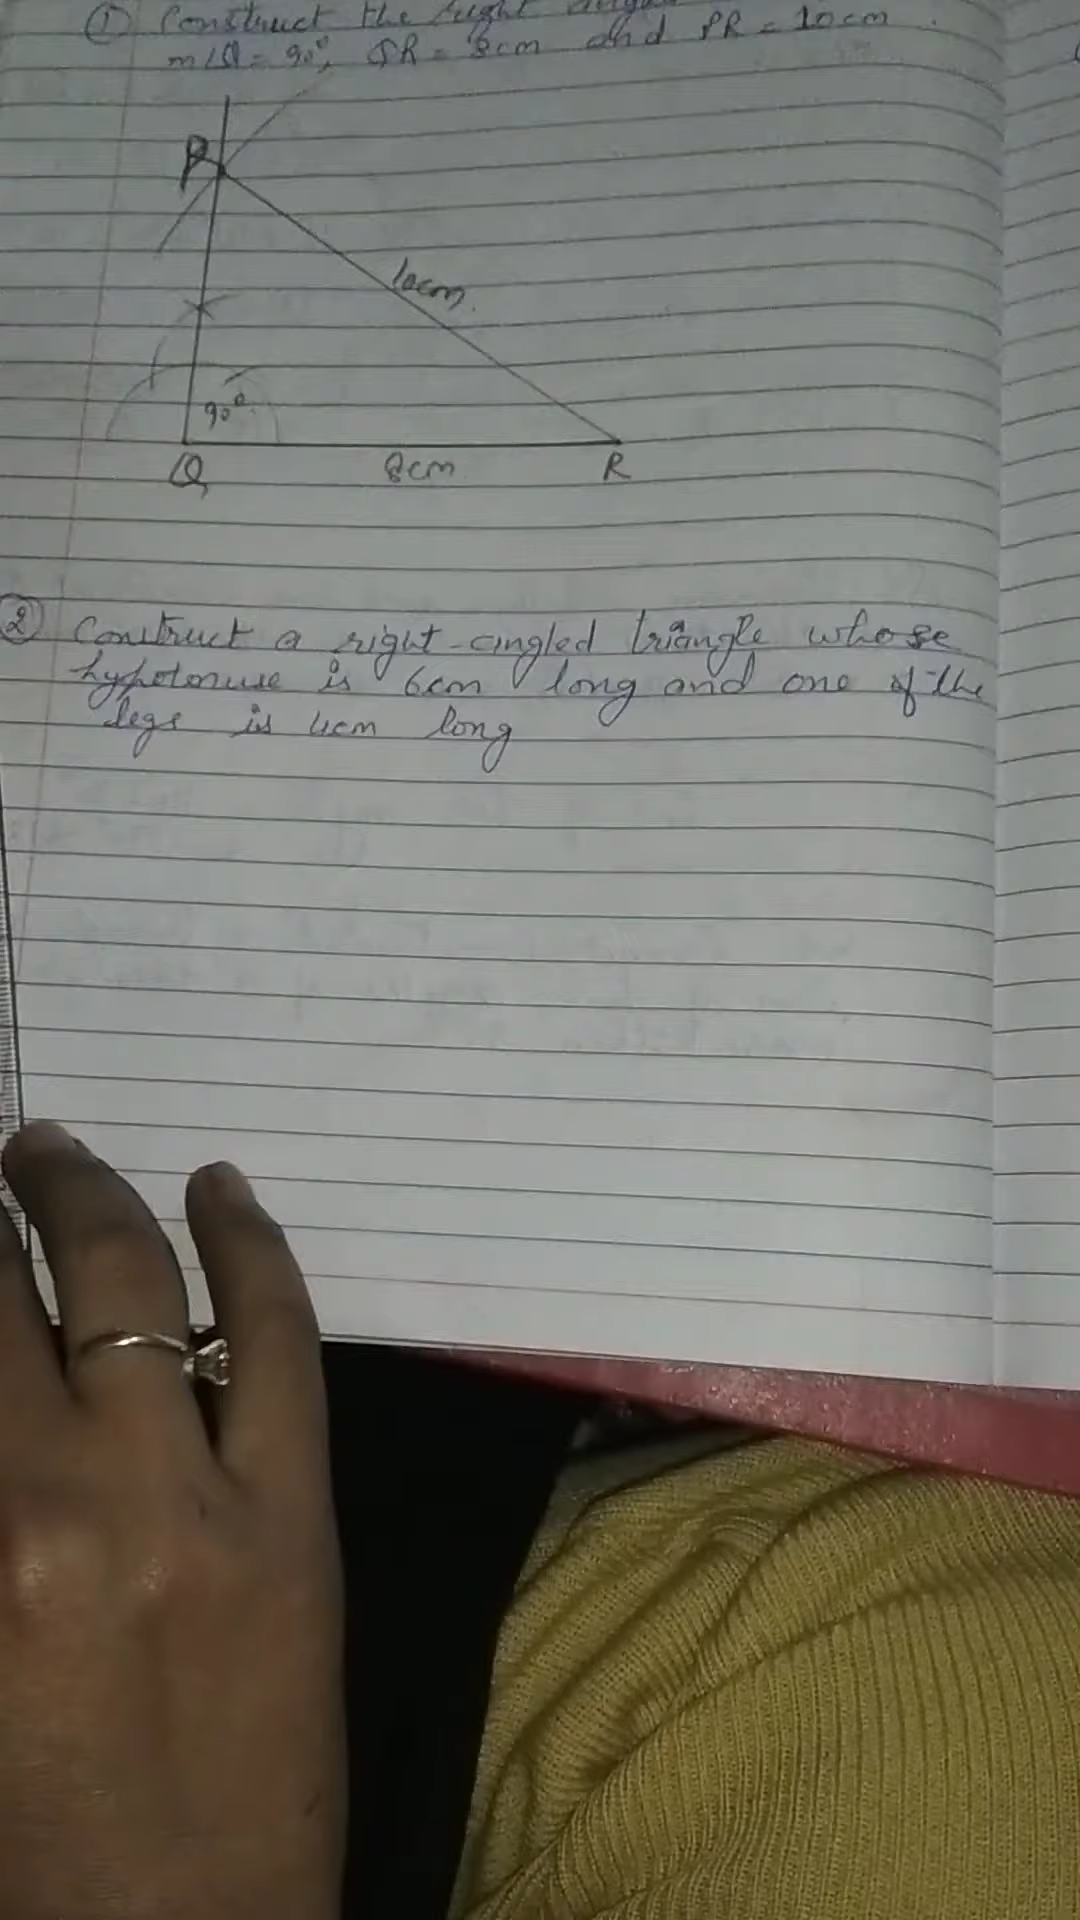 ① Construct the right
m∠Q = 90°, QR = 8cm and PR = 10cm
P
10cm
90°
Q 8cm R
② Construct a right-angled triangle whose
hypotenuse is 6cm long and one of the
legs is 4cm long